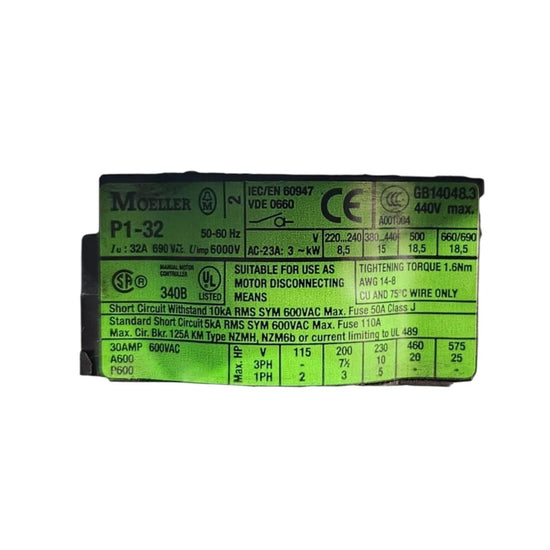 MOELLER
2
IEC/EN 60947
VDE 0660
CE
CCC
A001084
GB14048.3
440V max.
P1-32
50-60 Hz
Iu: 32A 690 V Uimp 6000V
V 220...240 380...440 500 660/690
AC-23A: 3 ~ kW 8,5 15 18,5 18,5
SA® MANUAL MOTOR
CONTROLLER
340B
UL
LISTED
SUITABLE FOR USE AS
MOTOR DISCONNECTING
MEANS
TIGHTENING TORQUE 1.6Nm
AWG 14-8
CU AND 75°C WIRE ONLY
Short Circuit Withstand 10kA RMS SYM 600VAC Max. Fuse 50A Class J
Standard Short Circuit 5kA RMS SYM 600VAC Max. Fuse 110A
Max. Cir. Bkr. 125A KM Type NZMH, NZM6b or current limiting to UL 489
30AMP 600VAC
A600
P600
Max. HP
V 115 200 230 460 575
3PH - 7½ 10 20 25
1PH 2 3 5 - -